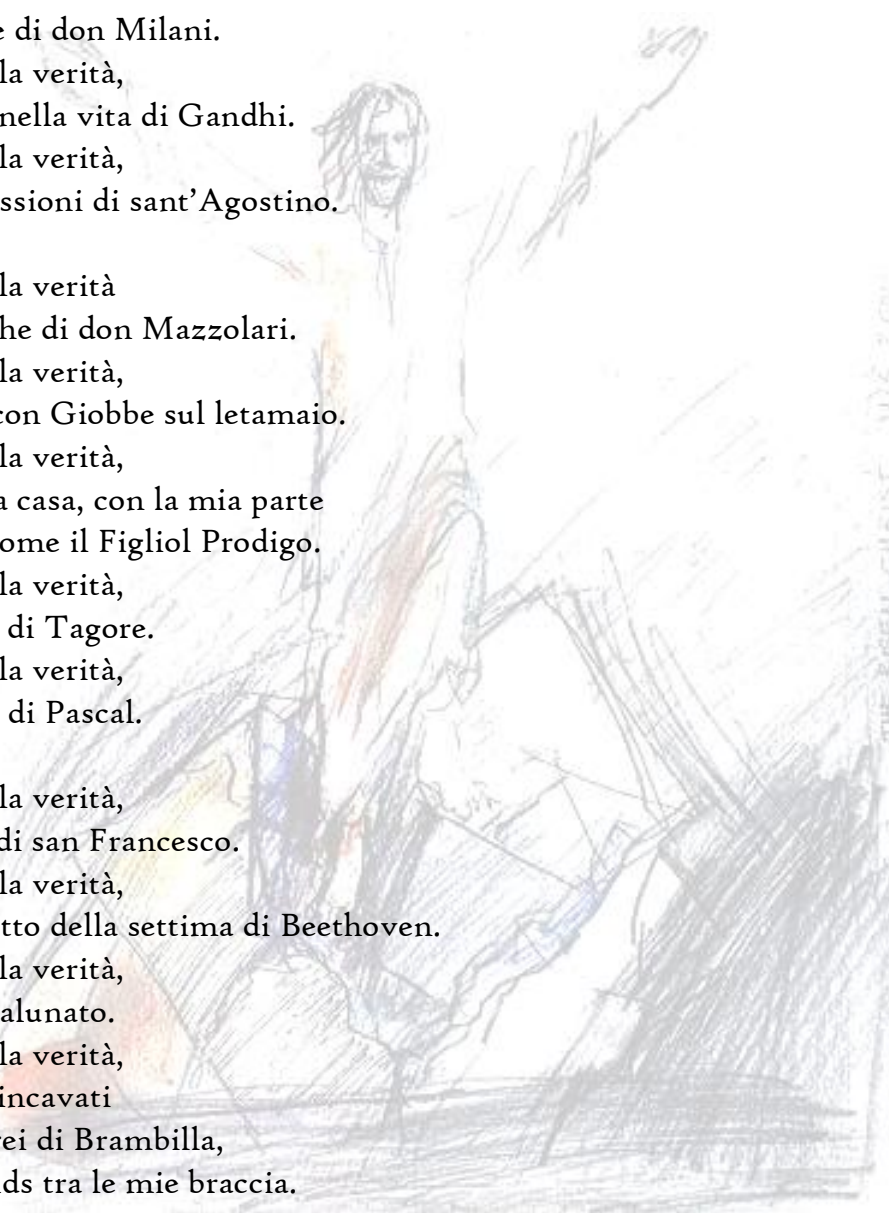 e di don Milani.
la verità,
nella vita di Gandhi.
la verità,
ssioni di sant’Agostino.
la verità
he di don Mazzolari.
la verità,
con Giobbe sul letamaio.
la verità,
a casa, con la mia parte
ome il Figliol Prodigo.
la verità,
di Tagore.
la verità,
di Pascal.
la verità,
di san Francesco.
la verità,
tto della settima di Beethoven.
la verità,
alunato.
la verità,
incavati
rei di Brambilla,
ds tra le mie braccia.